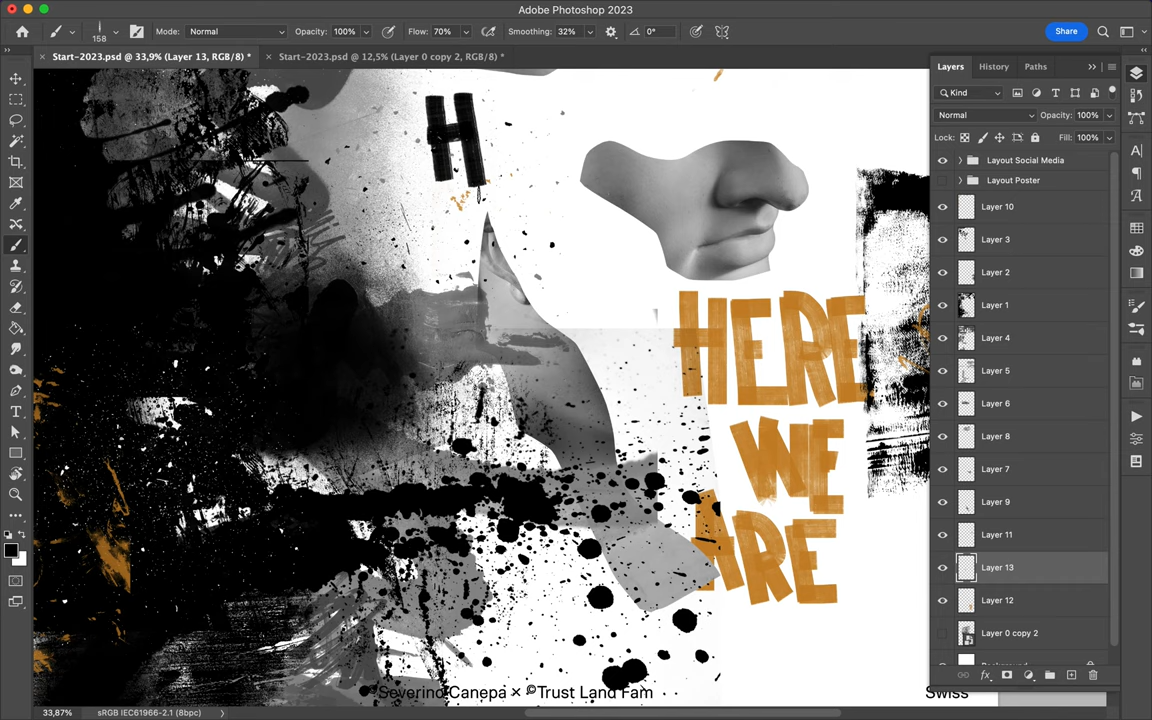 Adobe Photoshop 2023
158
Mode: Normal Opacity: 100% Flow: 70% Smoothing: 32% 0° Share
Start-2023.psd @ 33,9% (Layer 13, RGB/8) *
Start-2023.psd @ 12,5% (Layer 0 copy 2, RGB/8) *
Layers History Paths
Kind
Normal Opacity: 100%
Lock: Fill: 100%
Layout Social Media
Layout Poster
Layer 10
Layer 3
Layer 2
Layer 1
Layer 4
Layer 5
Layer 6
Layer 8
Layer 7
Layer 9
Layer 11
Layer 13
Layer 12
Layer 0 copy 2
H
HERE
WE
ARE
Severino Canepa × ©Trust Land Fam
Swiss
33,87% sRGB IEC61966-2.1 (8bpc)